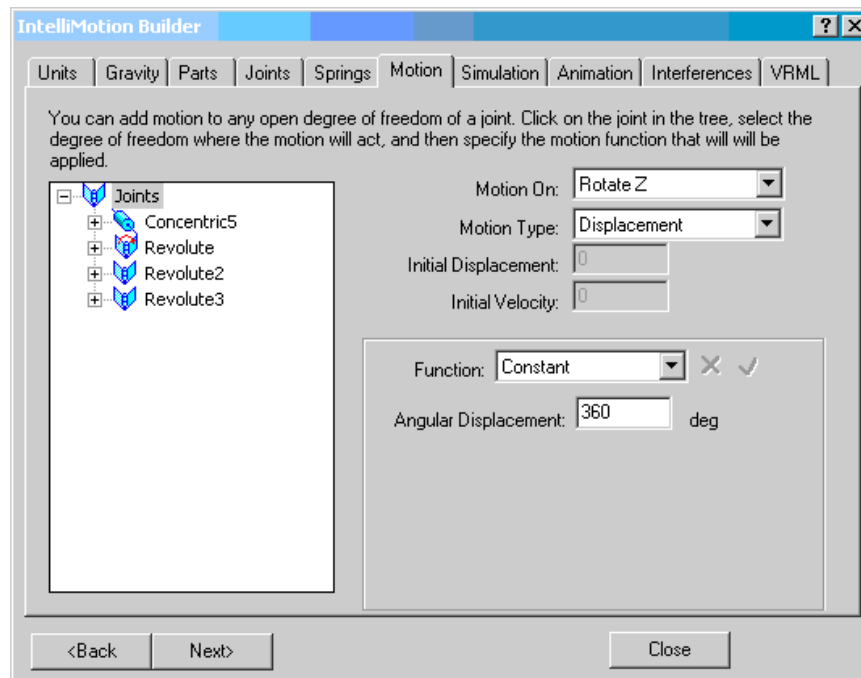 IntelliMotion Builder
Units Gravity Parts Joints Springs Motion Simulation Animation Interferences VRML
You can add motion to any open degree of freedom of a joint. Click on the joint in the tree, select the
degree of freedom where the motion will act, and then specify the motion function that will will be
applied.
Joints
Concentric5
Revolute
Revolute2
Revolute3
Motion On: Rotate Z
Motion Type: Displacement
Initial Displacement: 0
Initial Velocity: 0
Function: Constant
Angular Displacement: 360 deg
<Back Next> Close